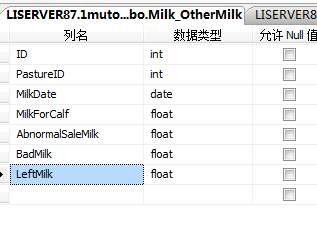 LISERVER87.1muto...bo.Milk_OtherMilk LISERVER8
列名 数据类型 允许 Null 值
ID int
PastureID int
MilkDate date
MilkForCalf float
AbnormalSaleMilk float
BadMilk float
LeftMilk float